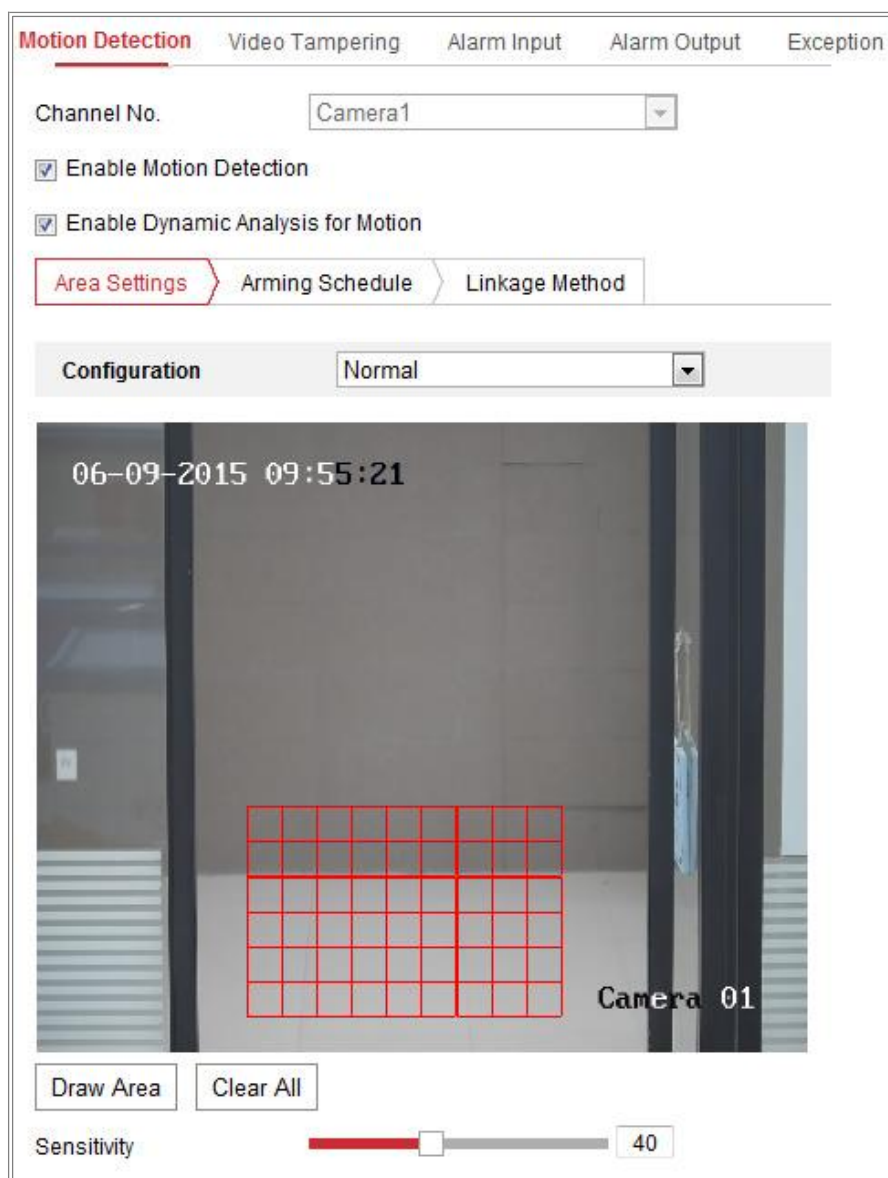 Motion Detection Video Tampering Alarm Input Alarm Output Exception
Channel No. Camera1
Enable Motion Detection
Enable Dynamic Analysis for Motion
Area Settings Arming Schedule Linkage Method
Configuration Normal
06-09-2015 09:55:21
Camera 01
Draw Area Clear All
Sensitivity 40